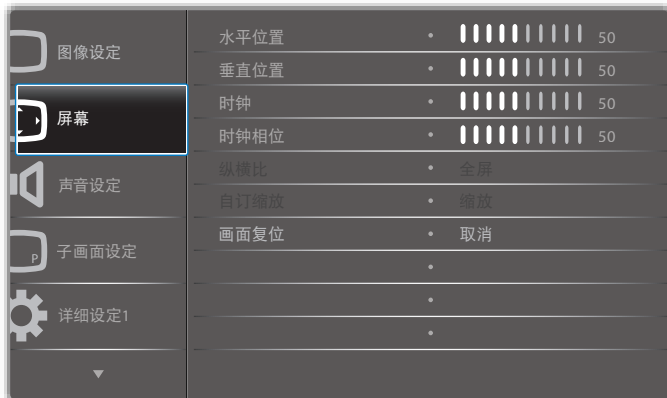 图像设定
屏幕
声音设定
P
子画面设定
详细设定1
水平位置 • 50
垂直位置 • 50
时钟 • 50
时钟相位 • 50
纵横比 • 全屏
自订缩放 • 缩放
画面复位 • 取消